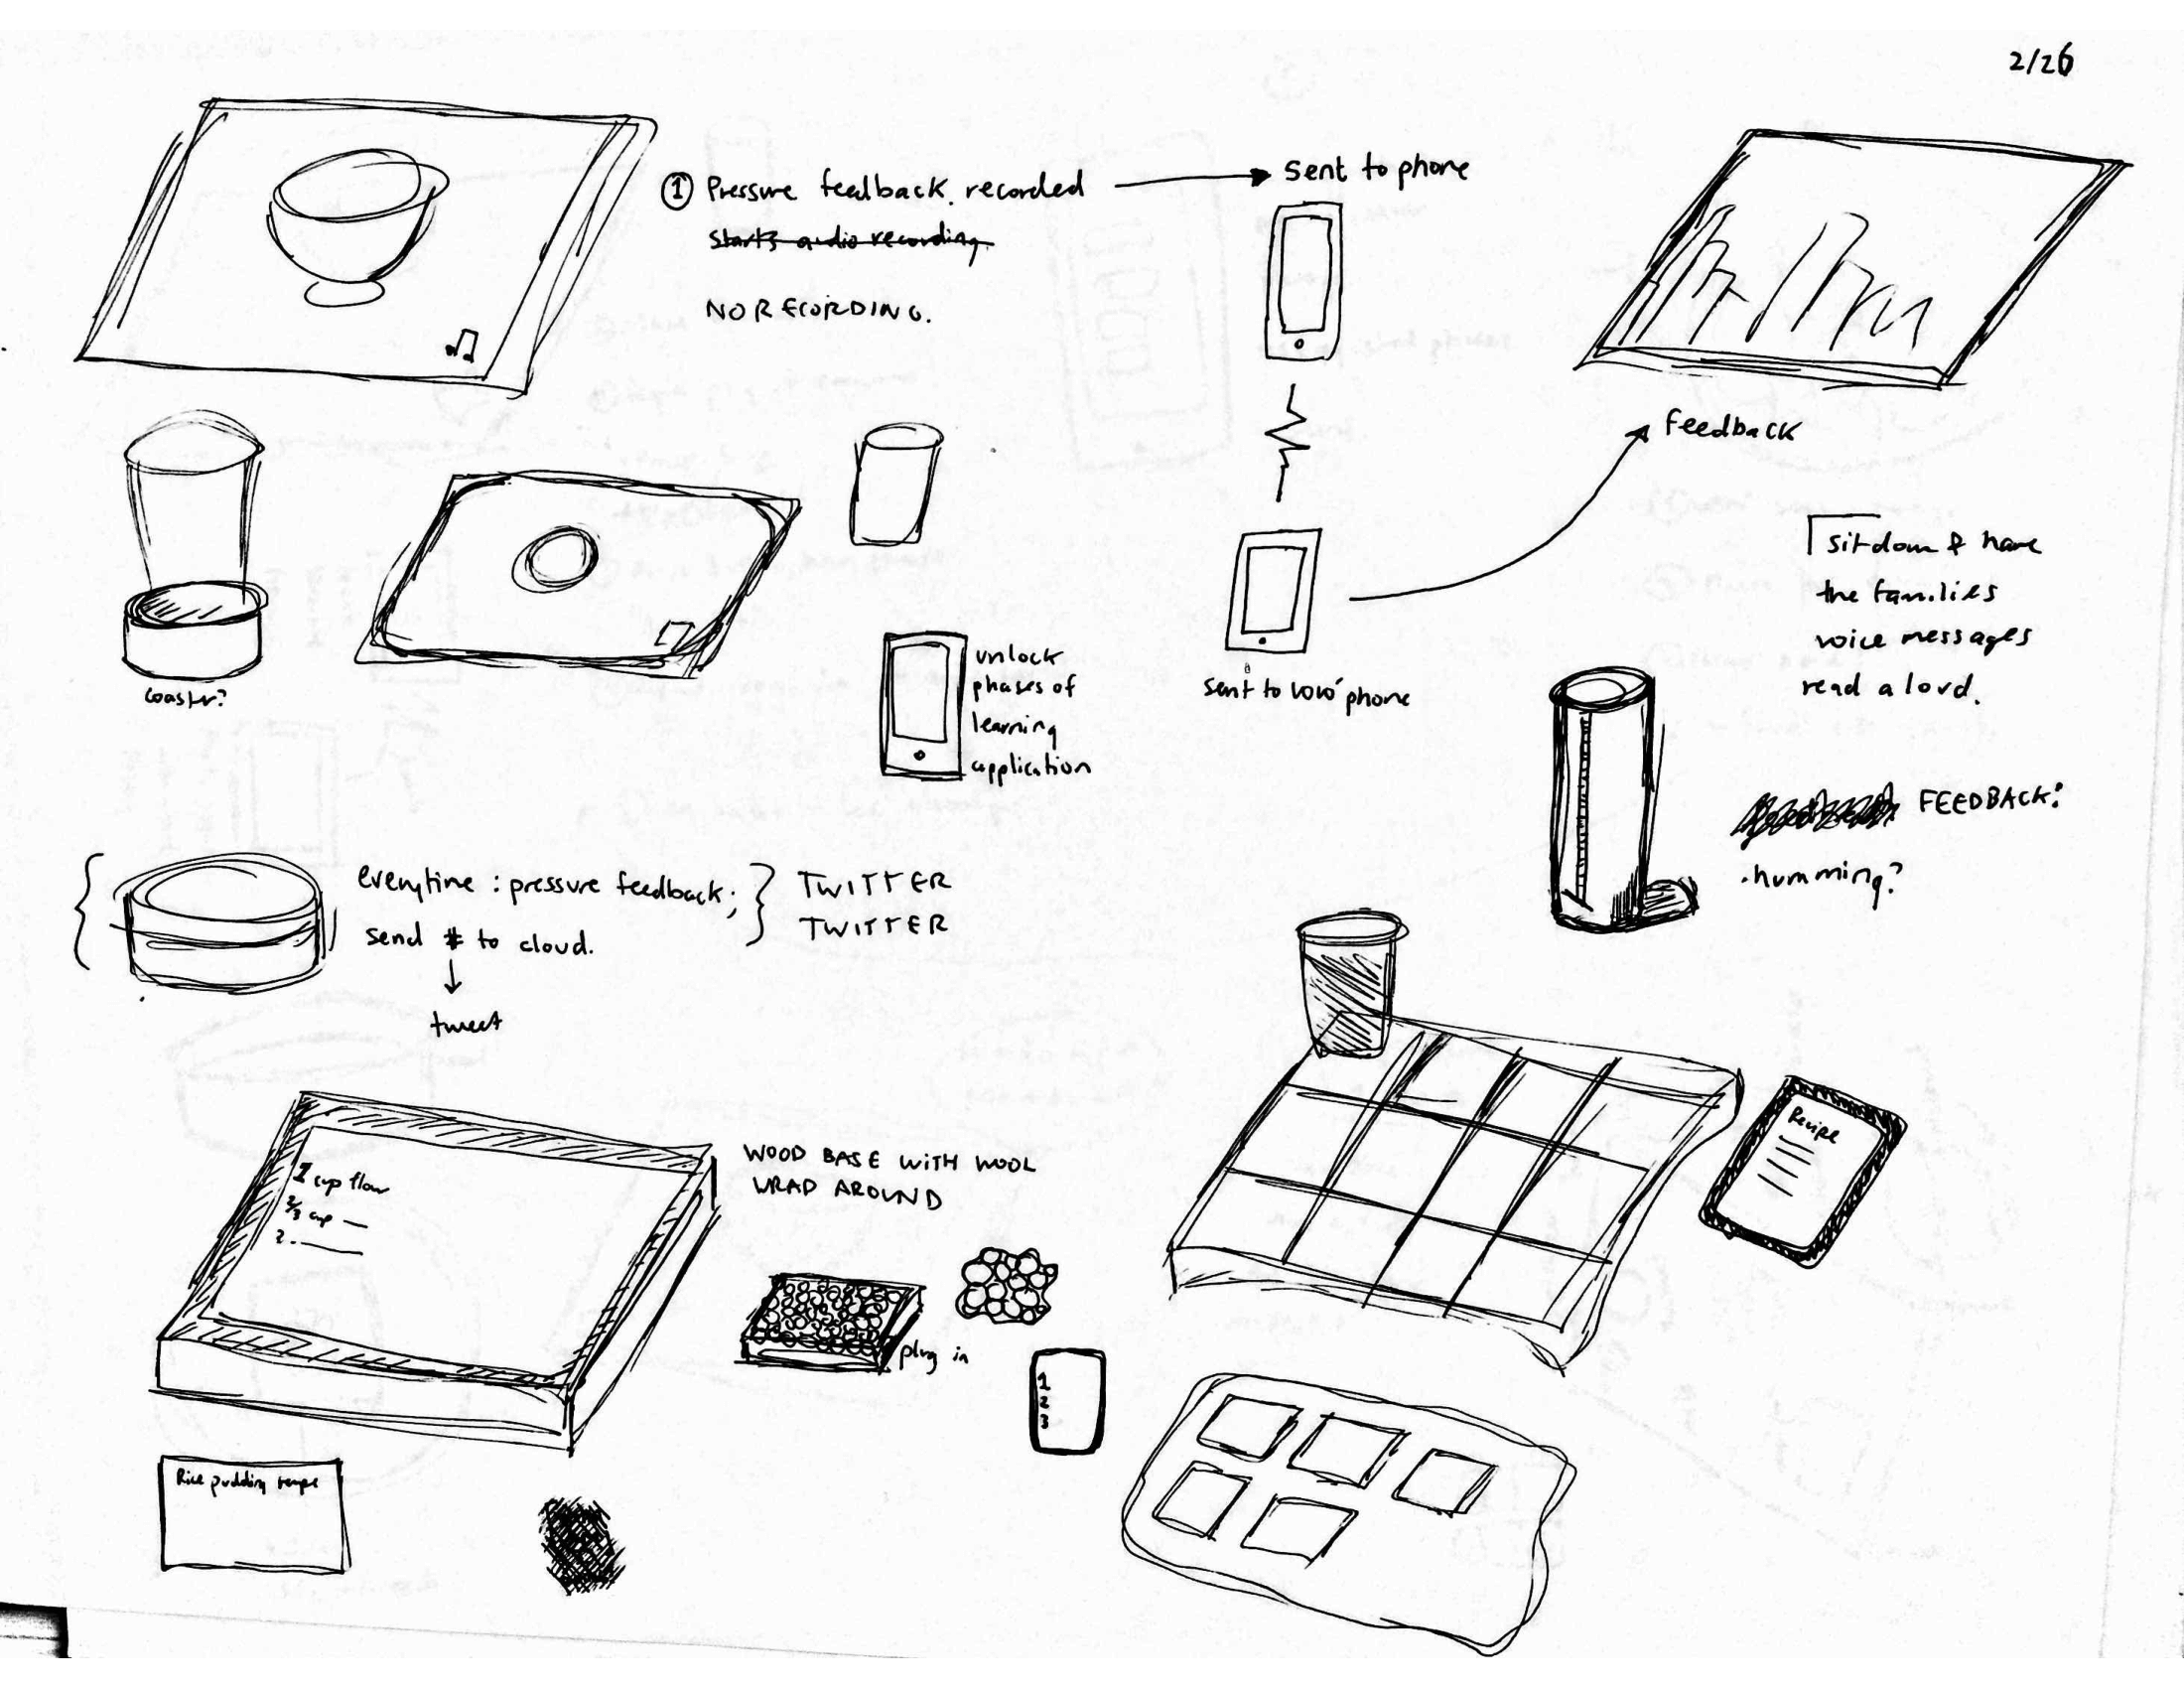 2/26
① Pressure feedback recorded
Starts audio recording
NO RECORDING.
sent to phone
feedback
sit down & have
the families
voice messages
read aloud.
coaster?
unlock
phases of
learning
application
sent to
phone
FEEDBACK:
.humming?
everytime : pressure feedback;
send # to cloud.
tweet
TWITTER
TWITTER
1 cup flour
2/3 cup
2.
WOOD BASE WITH WOOL
WRAP AROUND
plug in
1
2
3
Recipe
Rice pudding recipe